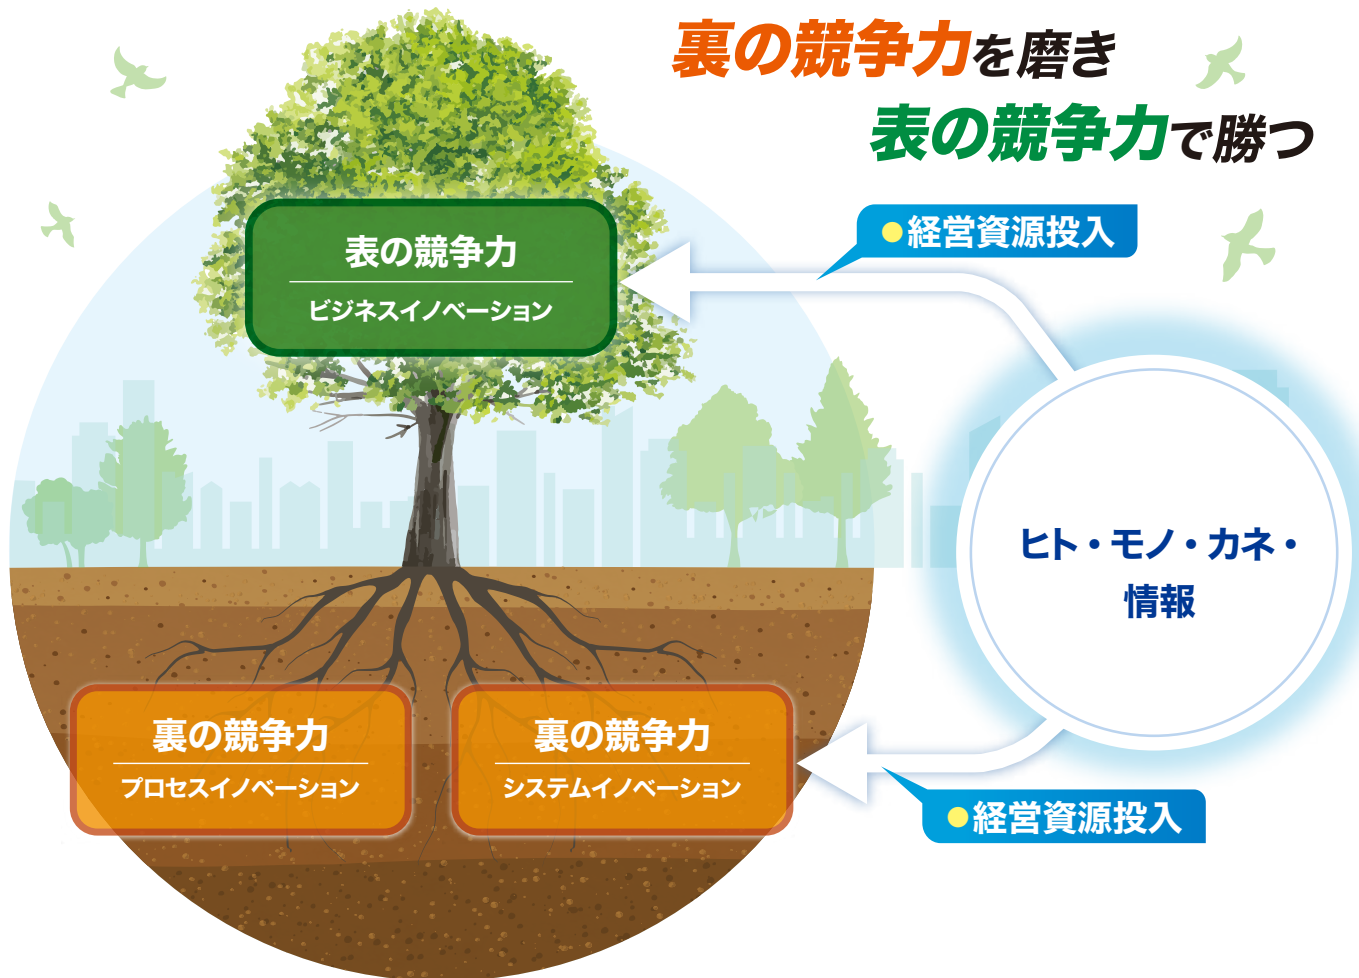 裏の競争力を磨き
表の競争力で勝つ
●経営資源投入
表の競争力
ビジネスイノベーション
ヒト・モノ・カネ・
情報
裏の競争力
プロセスイノベーション
裏の競争力
システムイノベーション
●経営資源投入